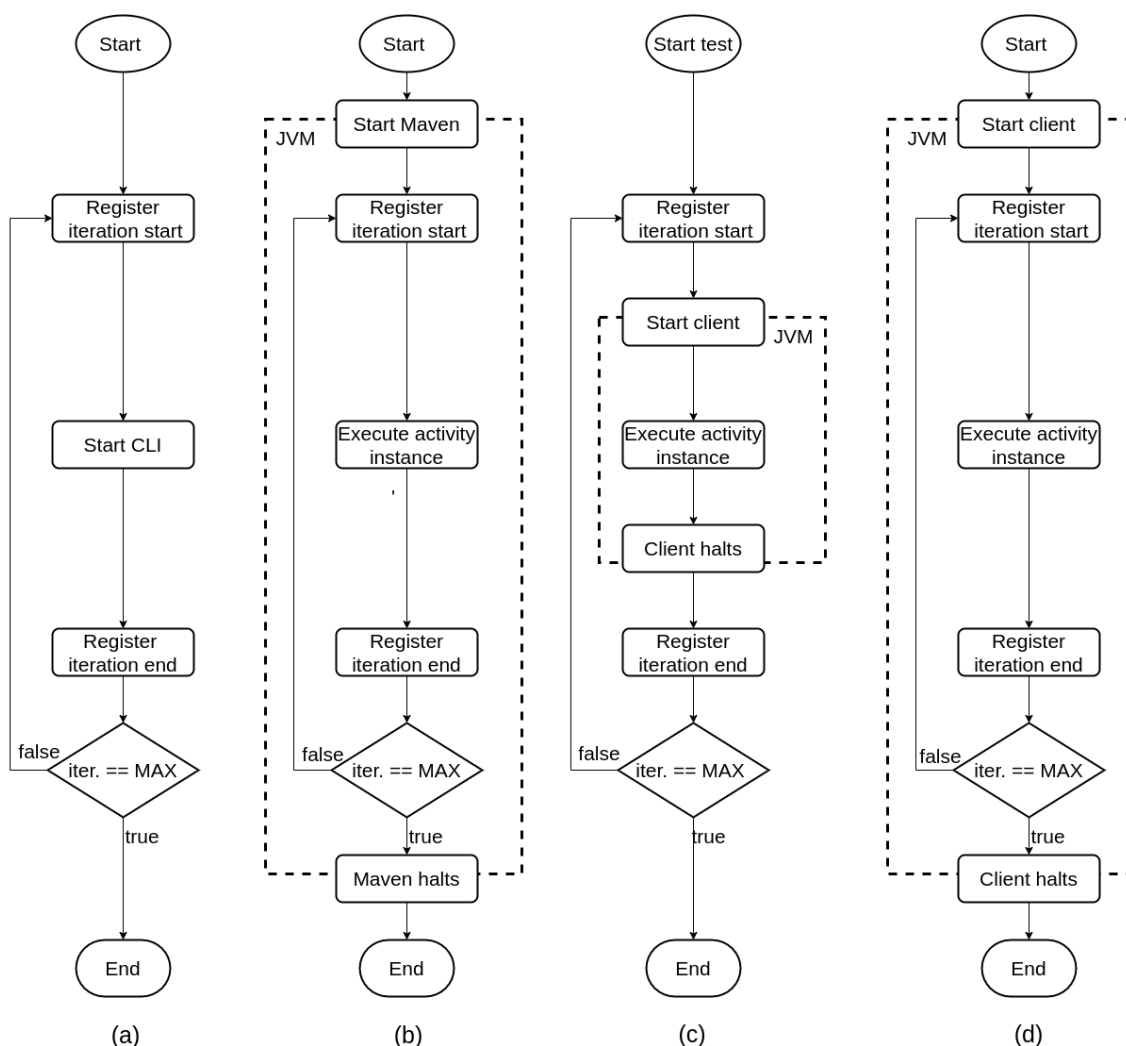 Start
Register
iteration start
Start CLI
Register
iteration end
false
iter. == MAX
true
End
(a)
Start
Start Maven
JVM
Register
iteration start
Execute activity
instance
'
Register
iteration end
false
iter. == MAX
true
Maven halts
End
(b)
Start test
Register
iteration start
Start client
JVM
Execute activity
instance
Client halts
Register
iteration end
false
iter. == MAX
true
End
(c)
Start
Start client
JVM
Register
iteration start
Execute activity
instance
Register
iteration end
false
iter. == MAX
true
Client halts
End
(d)